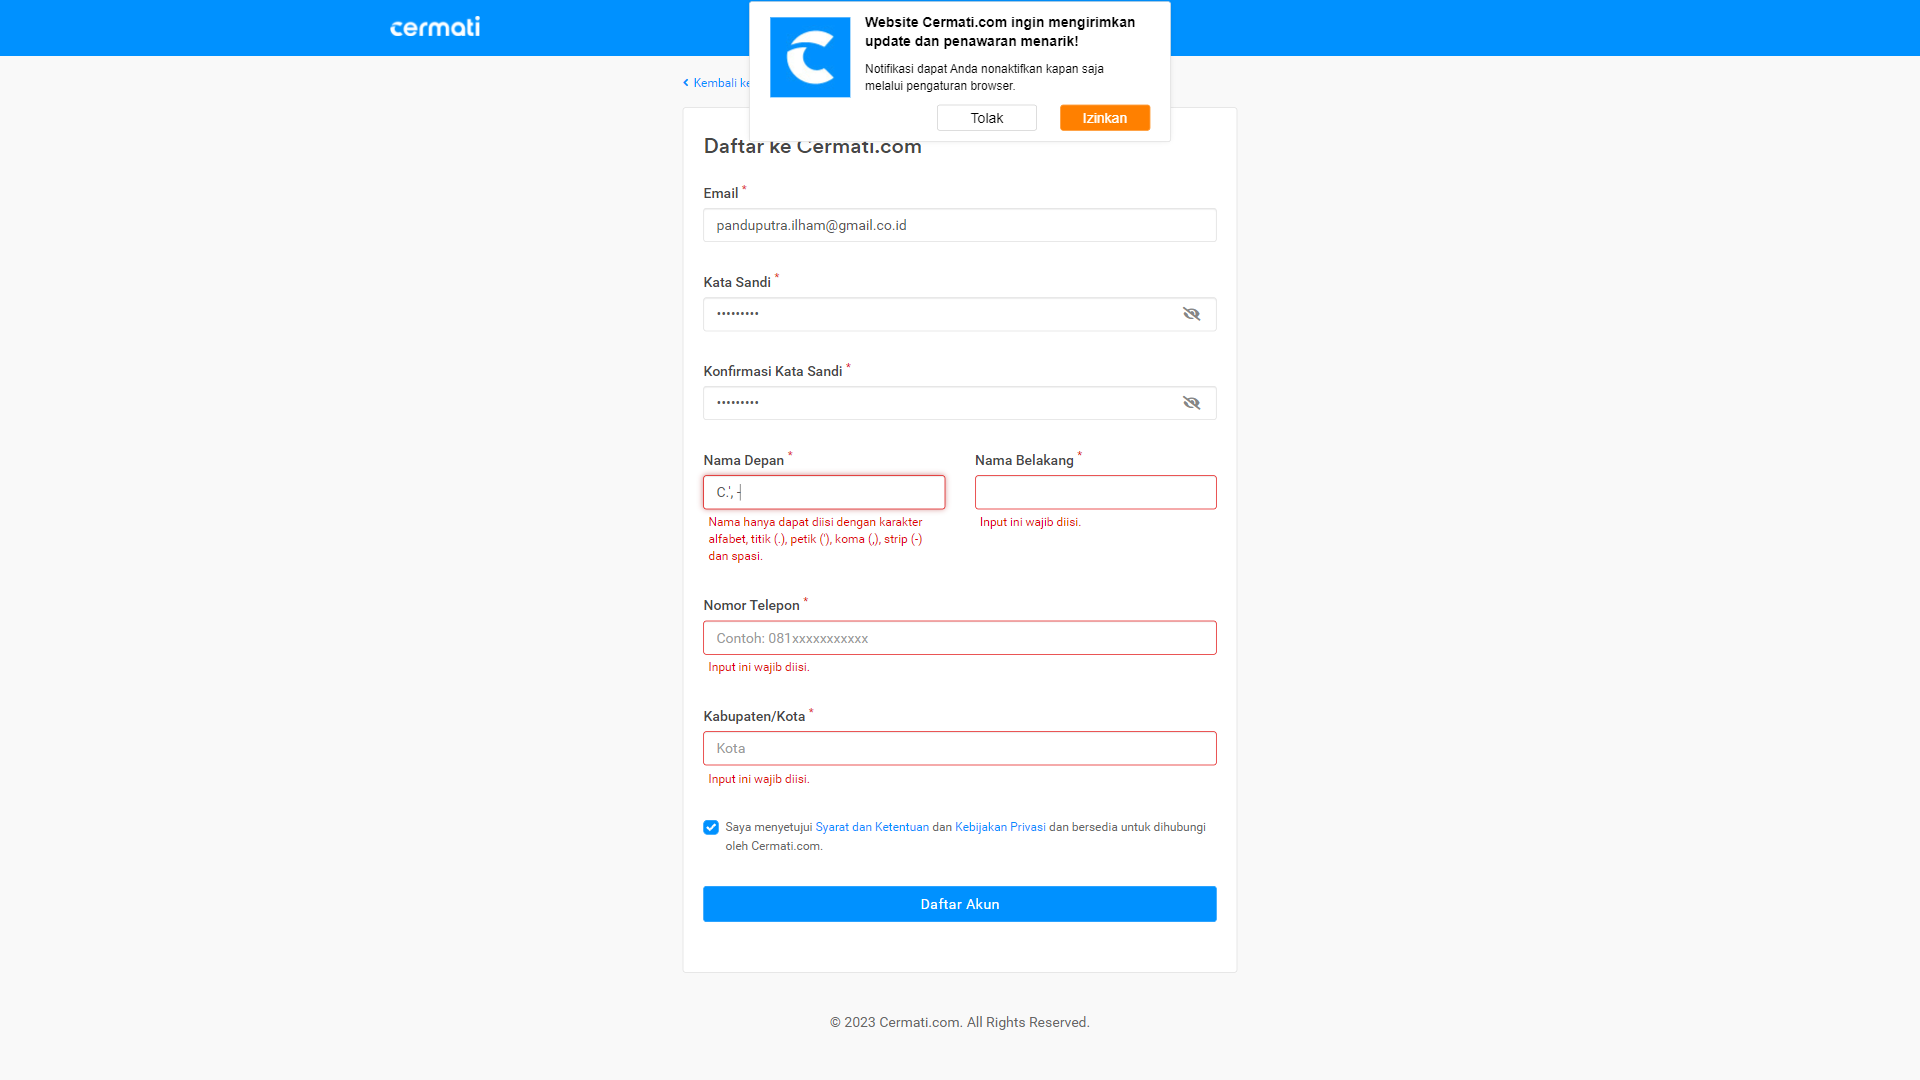 cermati
Website Cermati.com ingin mengirimkan
update dan penawaran menarik!
Notifikasi dapat Anda nonaktifkan kapan saja
melalui pengaturan browser.
Tolak
Izinkan
Kembali ke
Daftar ke Cermati.com
Email *
panduputra.ilham@gmail.co.id
Kata Sandi *
•••••••••
Konfirmasi Kata Sandi *
•••••••••
Nama Depan *
Nama Belakang *
C.', -
Nama hanya dapat diisi dengan karakter
alfabet, titik (.), petik ('), koma (,), strip (-)
dan spasi.
Input ini wajib diisi.
Nomor Telepon *
Contoh: 081xxxxxxxxxxx
Input ini wajib diisi.
Kabupaten/Kota *
Kota
Input ini wajib diisi.
Saya menyetujui Syarat dan Ketentuan dan Kebijakan Privasi dan bersedia untuk dihubungi
oleh Cermati.com.
Daftar Akun
© 2023 Cermati.com. All Rights Reserved.